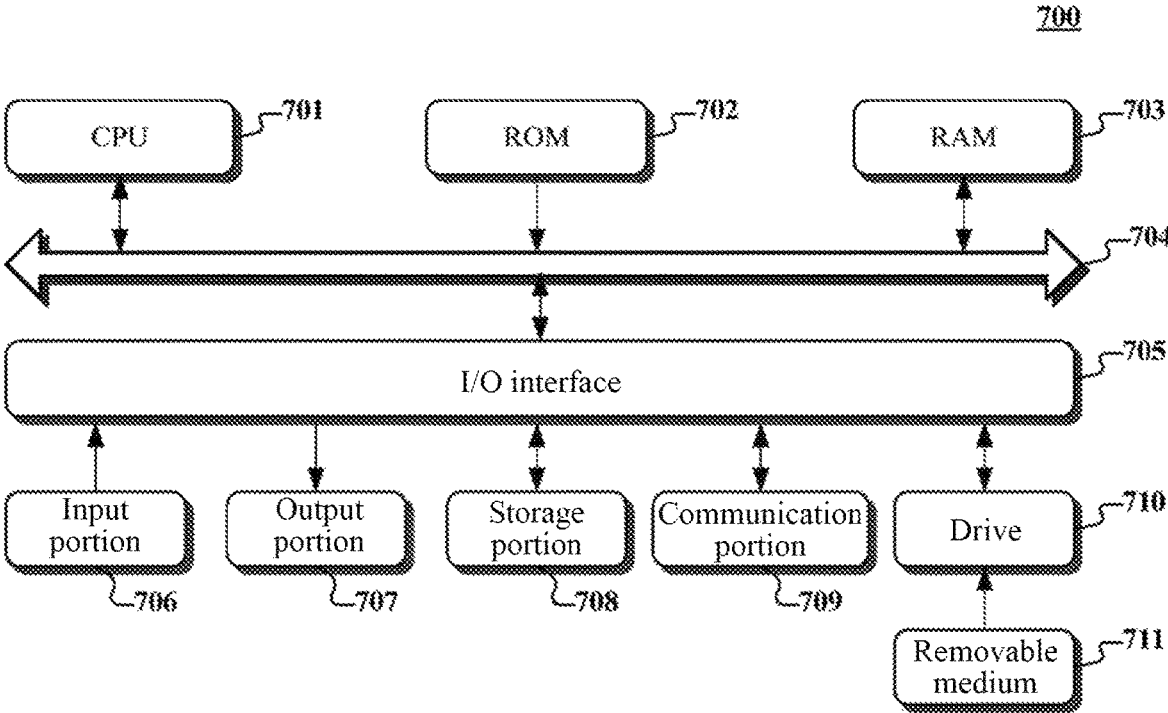 700
CPU
701
ROM
702
RAM
703
704
I/O interface
705
Input
portion
706
Output
portion
707
Storage
portion
708
Communication
portion
709
Drive
710
Removable
medium
711